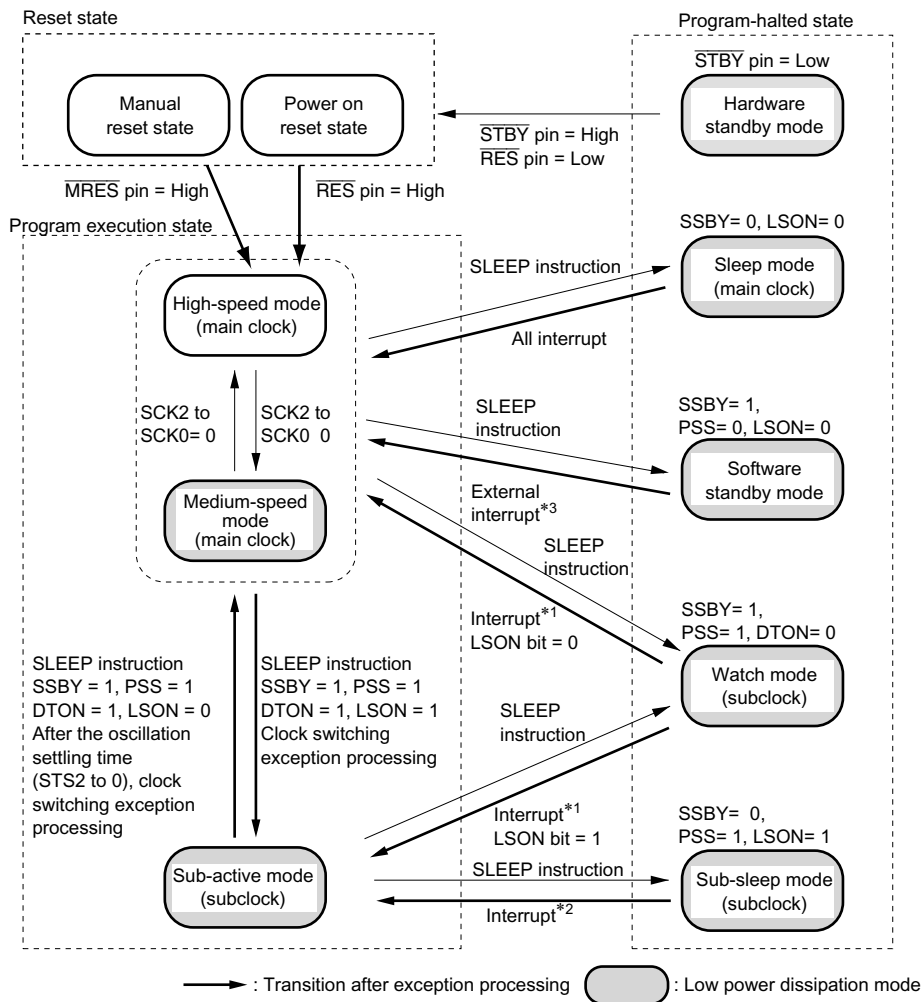 Reset state
Program-halted state
STBY pin = Low
Manual
reset state
Power on
reset state
Hardware
standby mode
STBY pin = High
RES pin = Low
MRES pin = High
RES pin = High
Program execution state
SSBY= 0, LSON= 0
SLEEP instruction
Sleep mode
(main clock)
High-speed mode
(main clock)
All interrupt
SCK2 to
SCK0= 0
SCK2 to
SCK0 0
SLEEP
instruction
SSBY= 1,
PSS= 0, LSON= 0
Software
standby mode
Medium-speed
mode
(main clock)
External
interrupt*3
SLEEP
instruction
Interrupt*1
LSON bit = 0
SSBY= 1,
PSS= 1, DTON= 0
Watch mode
(subclock)
SLEEP instruction
SSBY = 1, PSS = 1
DTON = 1, LSON = 0
After the oscillation
settling time
(STS2 to 0), clock
switching exception
processing
SLEEP instruction
SSBY = 1, PSS = 1
DTON = 1, LSON = 1
Clock switching
exception processing
SLEEP
instruction
Interrupt*1
LSON bit = 1
SSBY= 0,
PSS= 1, LSON= 1
Sub-active mode
(subclock)
SLEEP instruction
Sub-sleep mode
(subclock)
Interrupt*2
: Transition after exception processing
: Low power dissipation mode